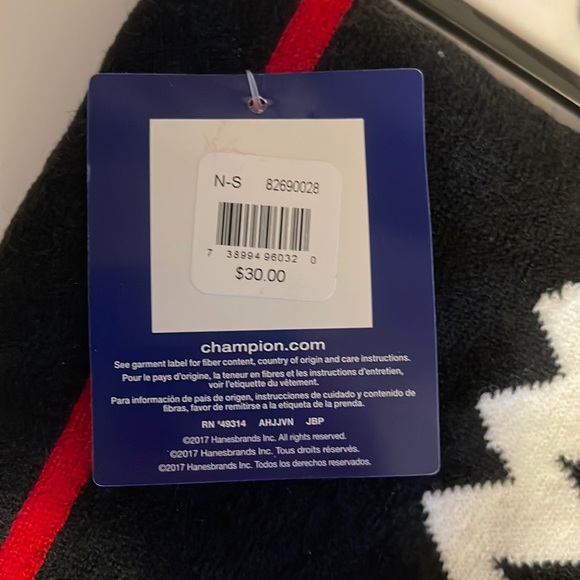 N-S 82690028
7 38994 96032 0
$30.00
champion.com
See garment label for fiber content, country of origin and care instructions.
Pour le pays d'origine, la teneur en fibres et les instructions d'entretien,
voir l'etiquette du vêtement.
Para información de pais de origen, instrucciones de cuidado y contenido de
fibras, favor de remitirse a la etiqueta de la prenda.
RN *49314 AHJJVN JBP
©2017 Hanesbrands Inc. All rights reserved.
©2017 Hanesbrands Inc. Tous droits réservés.
©2017 Hanesbrands Inc. Todos los derechos reservados.